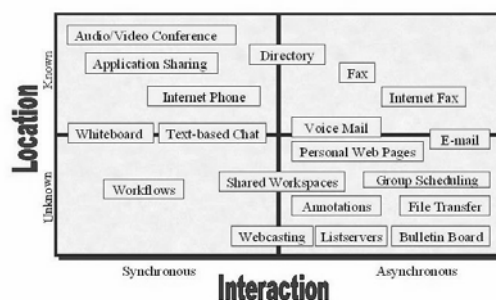 Audio/Video Conference
Directory
Application Sharing
Fax
Internet Phone
Internet Fax
Known
Location
Voice Mail
Whiteboard
Text-based Chat
E-mail
Personal Web Pages
Unknown
Workflows
Shared Workspaces
Group Scheduling
Annotations
File Transfer
Webcasting
Listservers
Bulletin Board
Synchronous
Interaction
Asynchronous